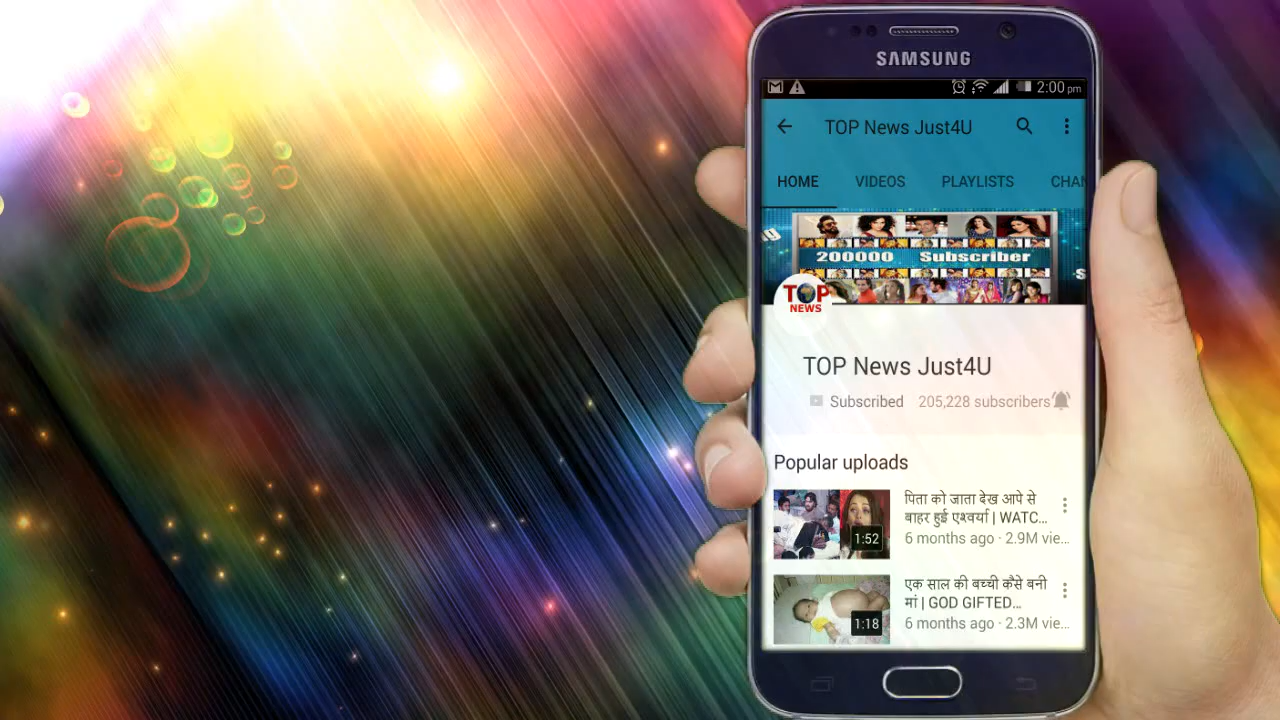 SAMSUNG
2:00 pm
TOP News Just4U
HOME VIDEOS PLAYLISTS CHAN
200000 Subscriber
TOP
NEWS
TOP News Just4U
Subscribed 205,228 subscribers
Popular uploads
पिता को जाता देख आपे से
बाहर हुई एश्वर्या | WATC...
1:52
6 months ago · 2.9M vie...
एक साल की बच्ची कैसे बनी
मां | GOD GIFTED...
1:18
6 months ago · 2.3M vie...